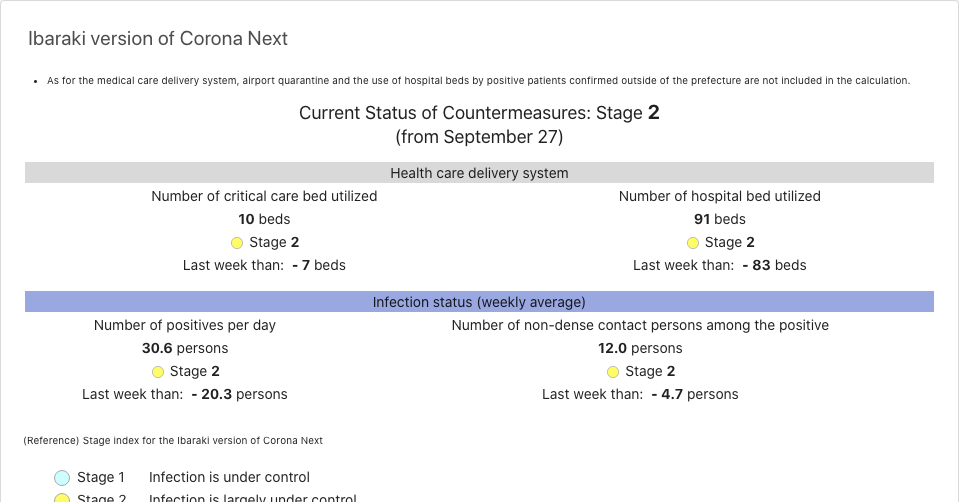 Ibaraki version of Corona Next
• As for the medical care delivery system, airport quarantine and the use of hospital beds by positive patients confirmed outside of the prefecture are not included in the calculation.
Current Status of Countermeasures: Stage 2
(from September 27)
Health care delivery system
Number of critical care bed utilized Number of hospital bed utilized
10 beds 91 beds
Stage 2 Stage 2
Last week than: - 7 beds Last week than: - 83 beds
Infection status (weekly average)
Number of positives per day Number of non-dense contact persons among the positive
30.6 persons 12.0 persons
Stage 2 Stage 2
Last week than: - 20.3 persons Last week than: - 4.7 persons
(Reference) Stage index for the Ibaraki version of Corona Next
Stage 1 Infection is under control
Stage 2 Infection is largely under control